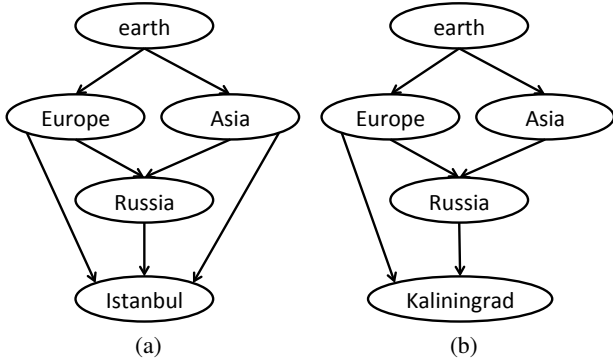 earth earth
Europe Asia Europe Asia
Russia Russia
Istanbul Kaliningrad
(a) (b)